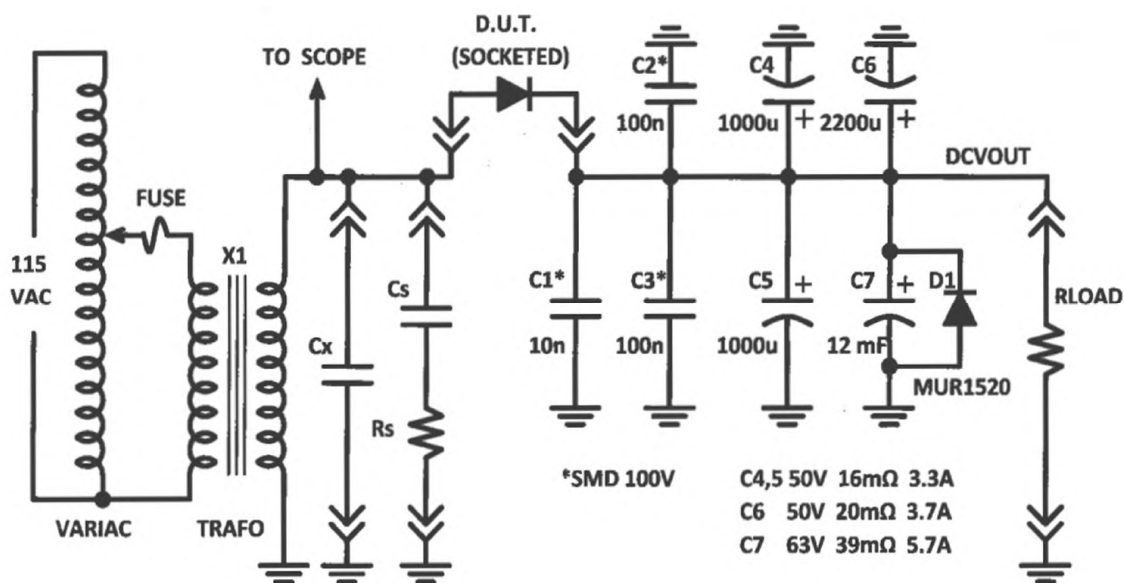 D.U.T.
(SOCKETED)
TO SCOPE
C2*
100n
C4
1000u +
C6
2200u +
DCVOUT
FUSE
115
VAC
X1
Cx
Cs
Rs
C1*
10n
C3*
100n
C5 +
1000u
C7 +
12 mF
D1
MUR1520
RLOAD
VARIAC
TRAFO
*SMD 100V
C4,5 50V 16mΩ 3.3A
C6 50V 20mΩ 3.7A
C7 63V 39mΩ 5.7A